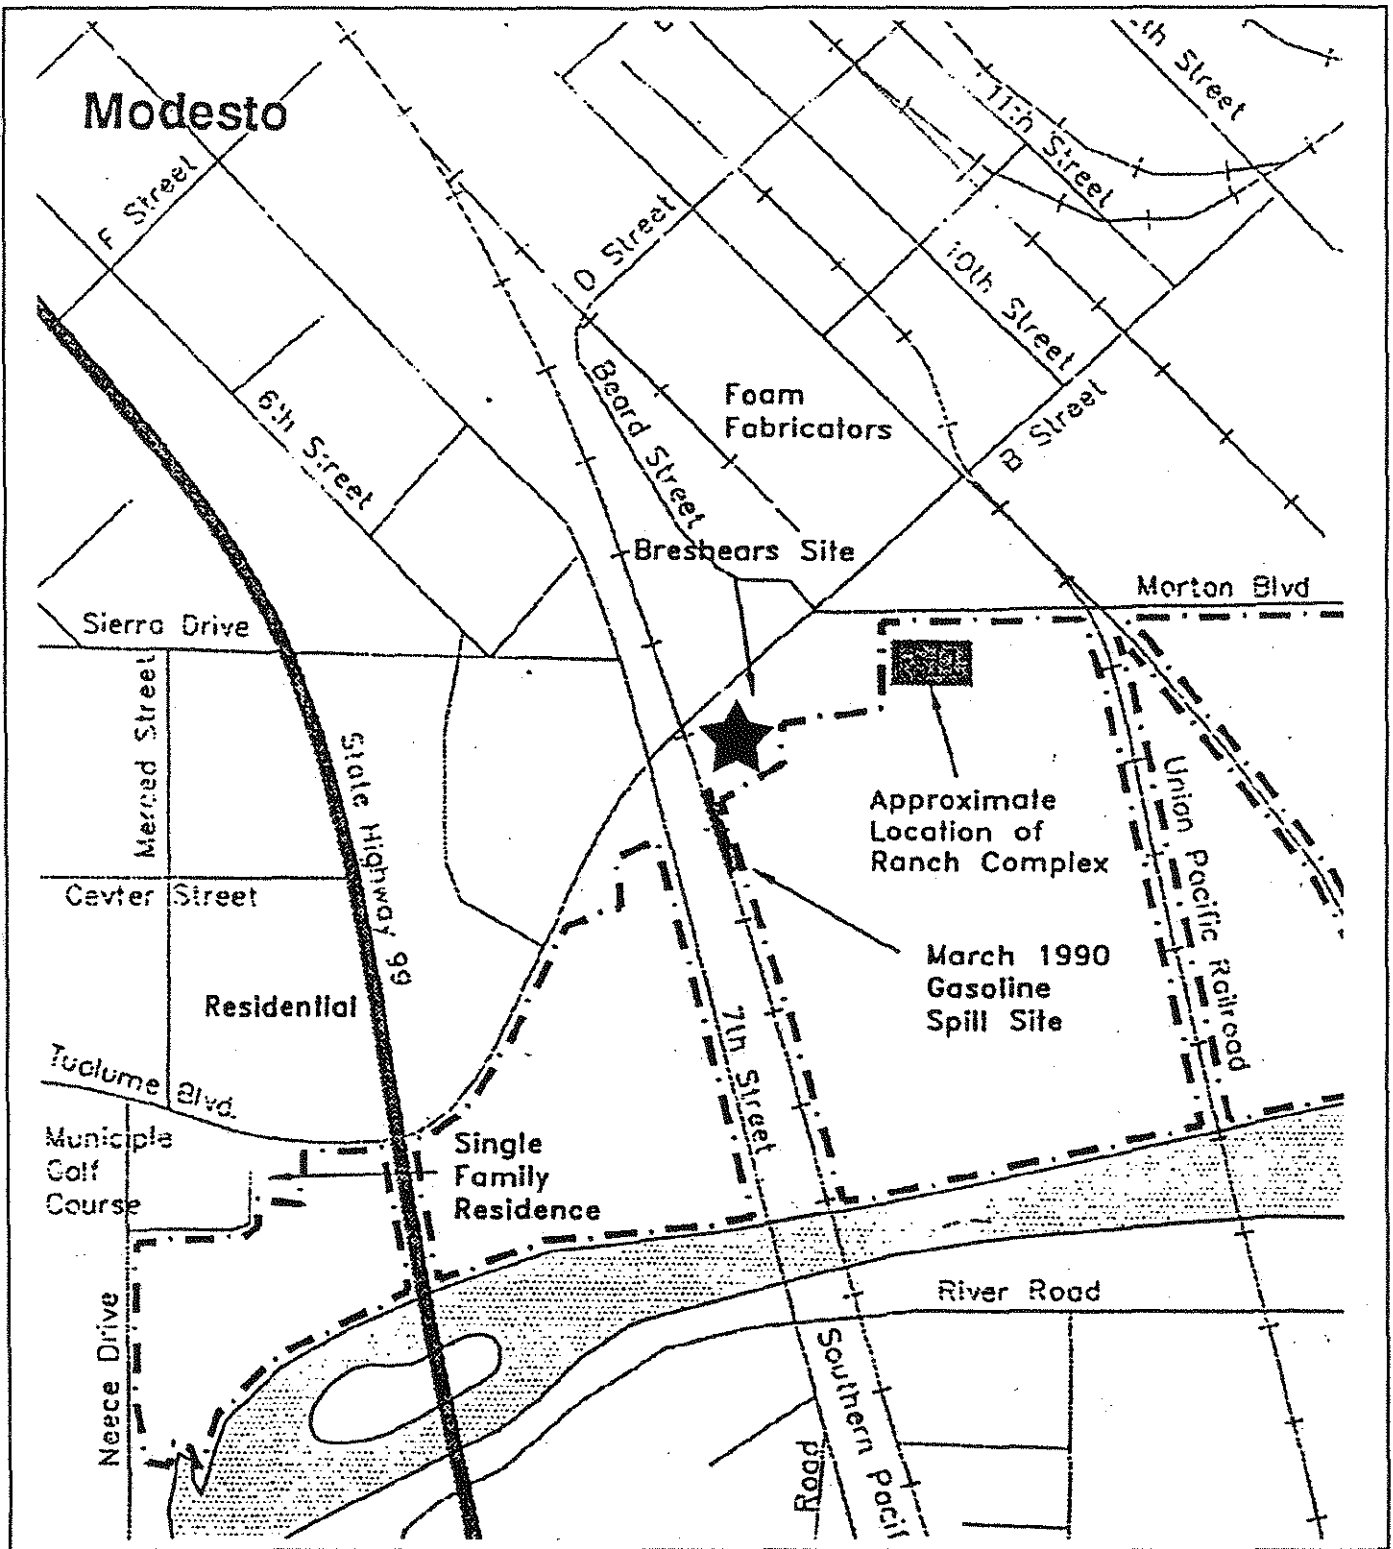 Modesto
th Street
11th Street
F Street
D Street
10th Street
Beard Street
Foam
Fabricators
6th Street
B Street
Bresbears Site
Morton Blvd
Sierra Drive
Merced Street
State Highway 99
Approximate
Location of
Ranch Complex
Union Pacific Railroad
Cavter Street
March 1990
Gasoline
Spill Site
Residential
7th Street
Tuolume Blvd.
Municiple
Golf
Course
Single
Family
Residence
River Road
Neece Drive
Southern Pacif
Road